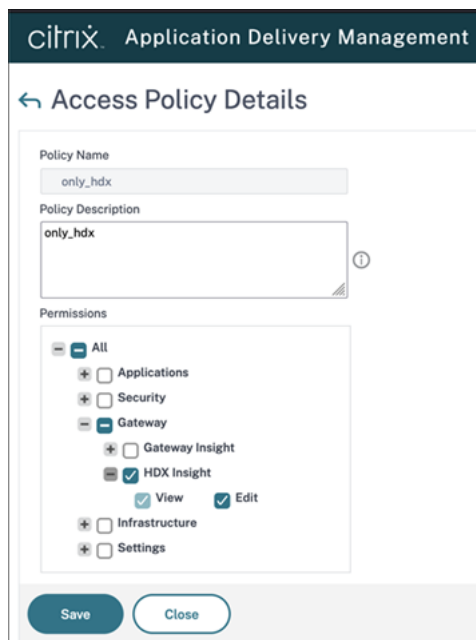 citrix. Application Delivery Management
Access Policy Details
Policy Name
only_hdx
Policy Description
only_hdx
Permissions
All
Applications
Security
Gateway
Gateway Insight
HDX Insight
View Edit
Infrastructure
Settings
Save Close